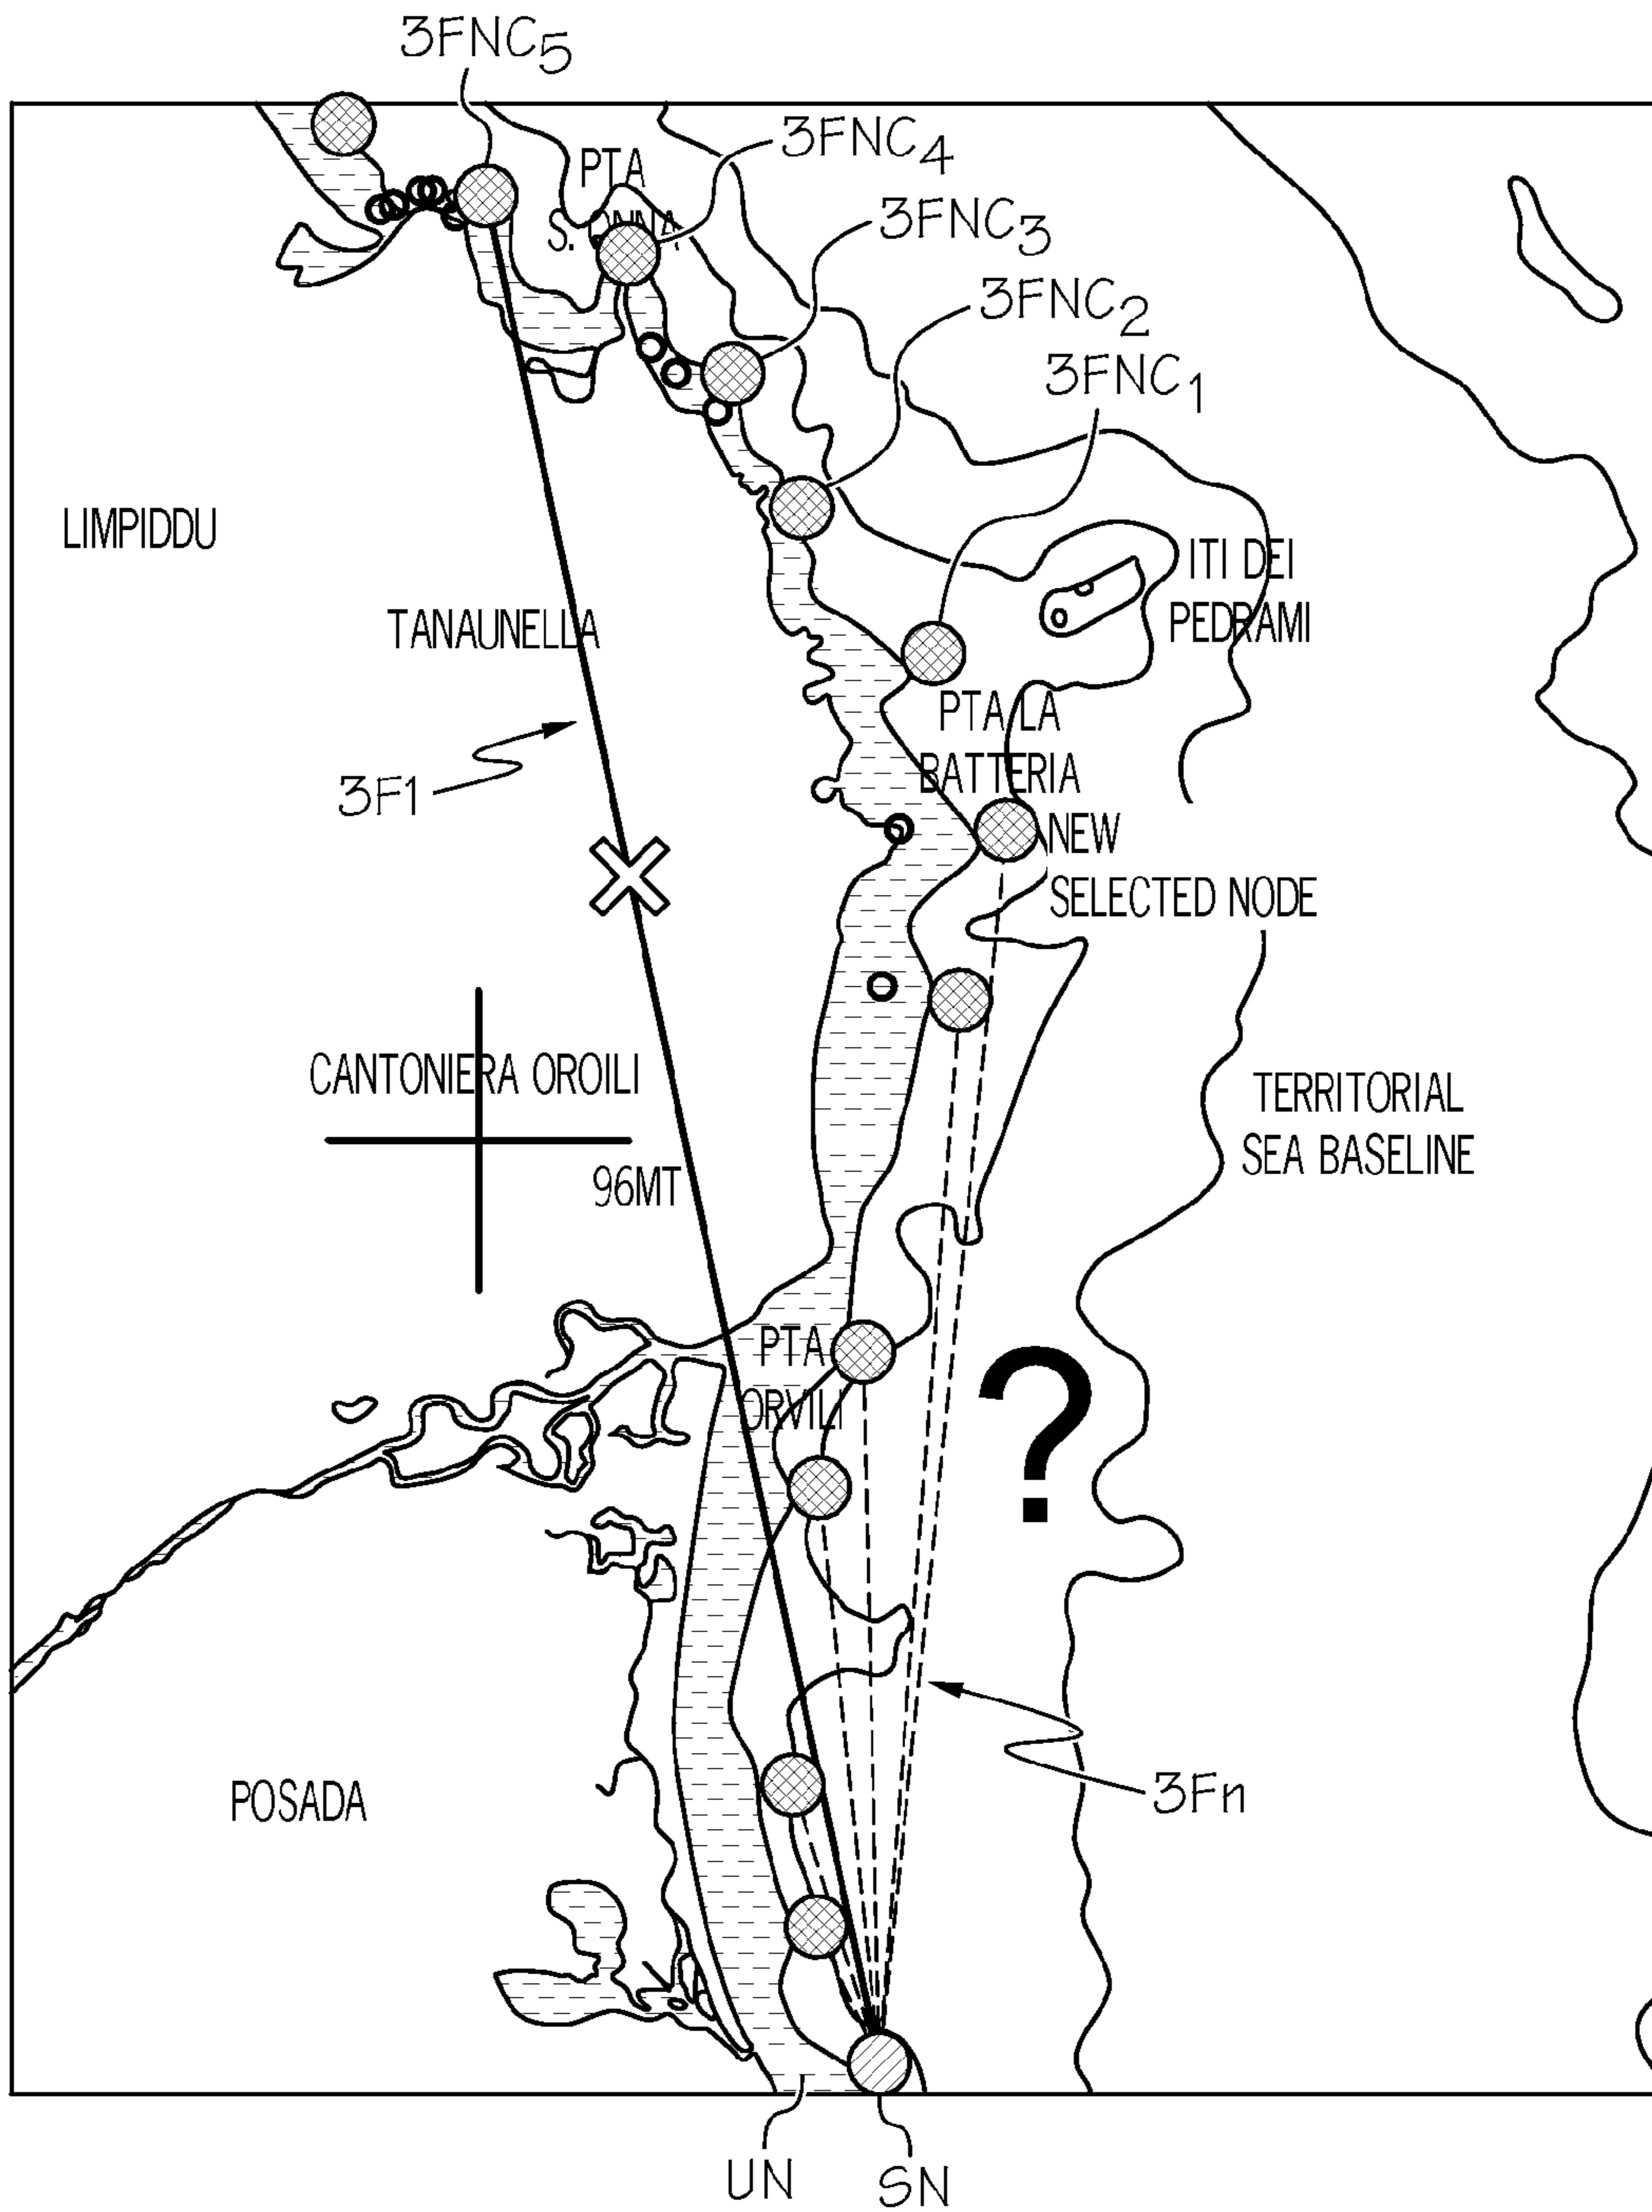 3FNC5
3FNC4
PTA
S. ONNA
3FNC3
3FNC2
3FNC1
LIMPIDDU
ITI DEI
PEDRAMI
TANAUNELLA
PTA LA
BATTERIA
3F1
NEW
SELECTED NODE
CANTONIERA OROILI
TERRITORIAL
SEA BASELINE
96MT
PTA
ORVILI
?
3Fn
POSADA
UN
SN